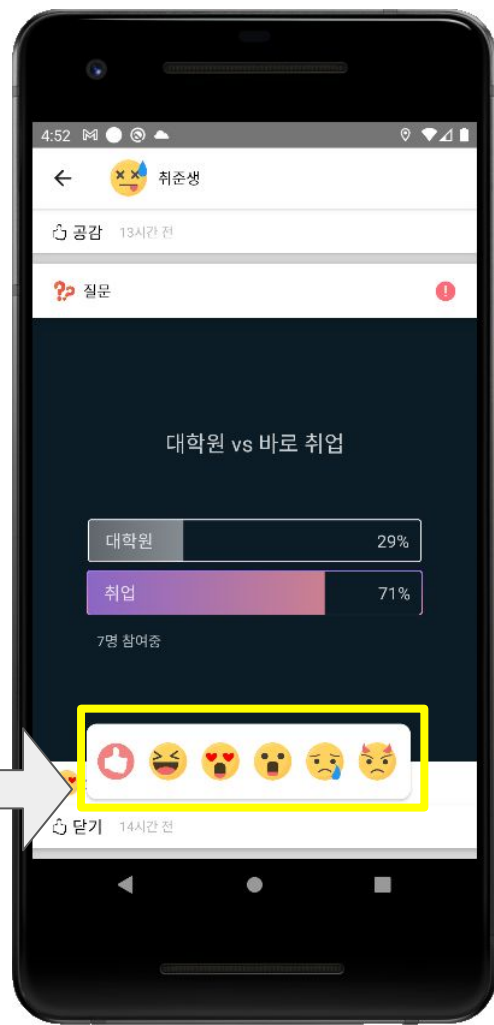 4:52
취준생
공감 13시간 전
질문
대학원 vs 바로 취업
대학원 29%
취업 71%
7명 참여중
닫기 14시간 전